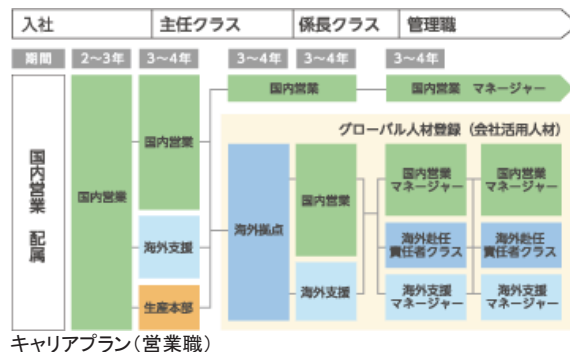 入社
主任クラス
係長クラス
管理職
期間
2〜3年
3〜4年
3〜4年
3〜4年
3〜4年
国内営業 配属
国内営業
国内営業
海外支援
生産本部
国内営業
国内営業 マネージャー
グローバル人材登録（会社活用人材）
海外拠点
国内営業
海外支援
国内営業
マネージャー
海外赴任
責任者クラス
海外支援
マネージャー
国内営業
マネージャー
海外赴任
責任者クラス
海外支援
マネージャー
キャリアプラン（営業職）